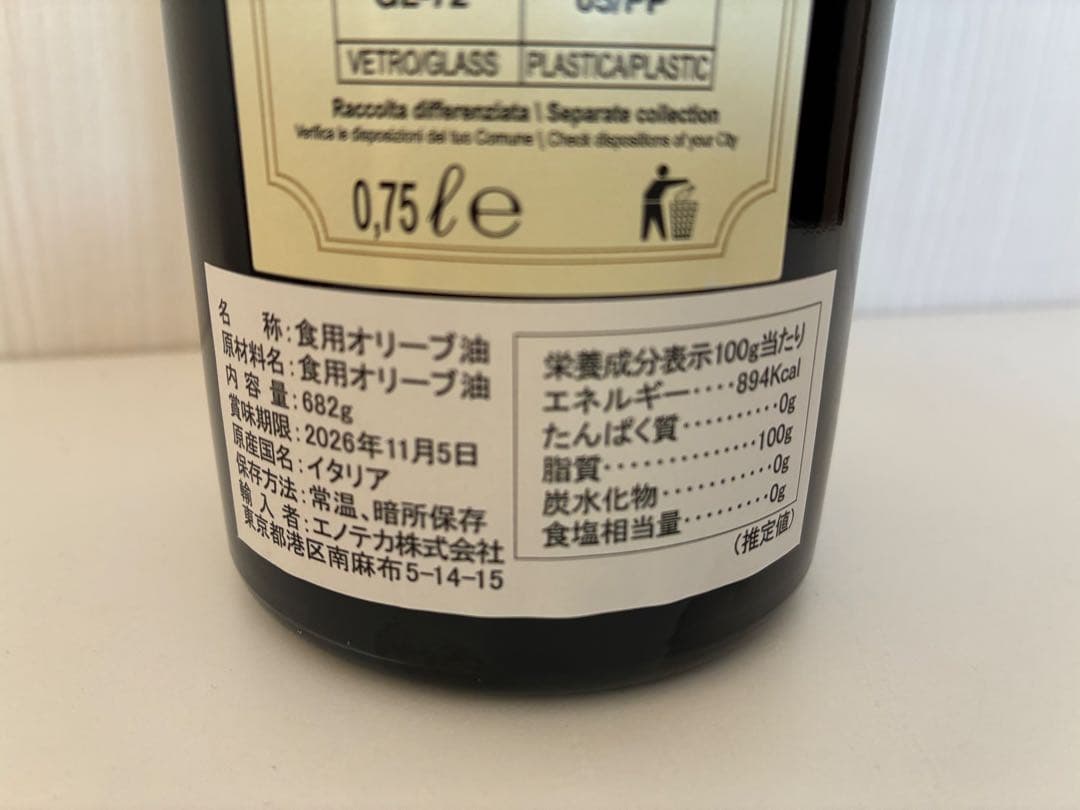 GL-72 05/PP
VETRO/GLASS PLASTICA/PLASTIC
Raccolta differenziata | Separate collection
Verifica le disposizioni del tuo Comune | Check dispositions of your City
0,75 ℓ e
名 称:食用オリーブ油
原材料名:食用オリーブ油
内容量:682g
賞味期限:2026年11月5日
原産国名:イタリア
保存方法:常温、暗所保存
輸入者:エノテカ株式会社
東京都港区南麻布5-14-15
栄養成分表示100g当たり
エネルギー····894Kcal
たんぱく質··········0g
脂質··············100g
炭水化物···········0g
食塩相当量·········0g
(推定値)